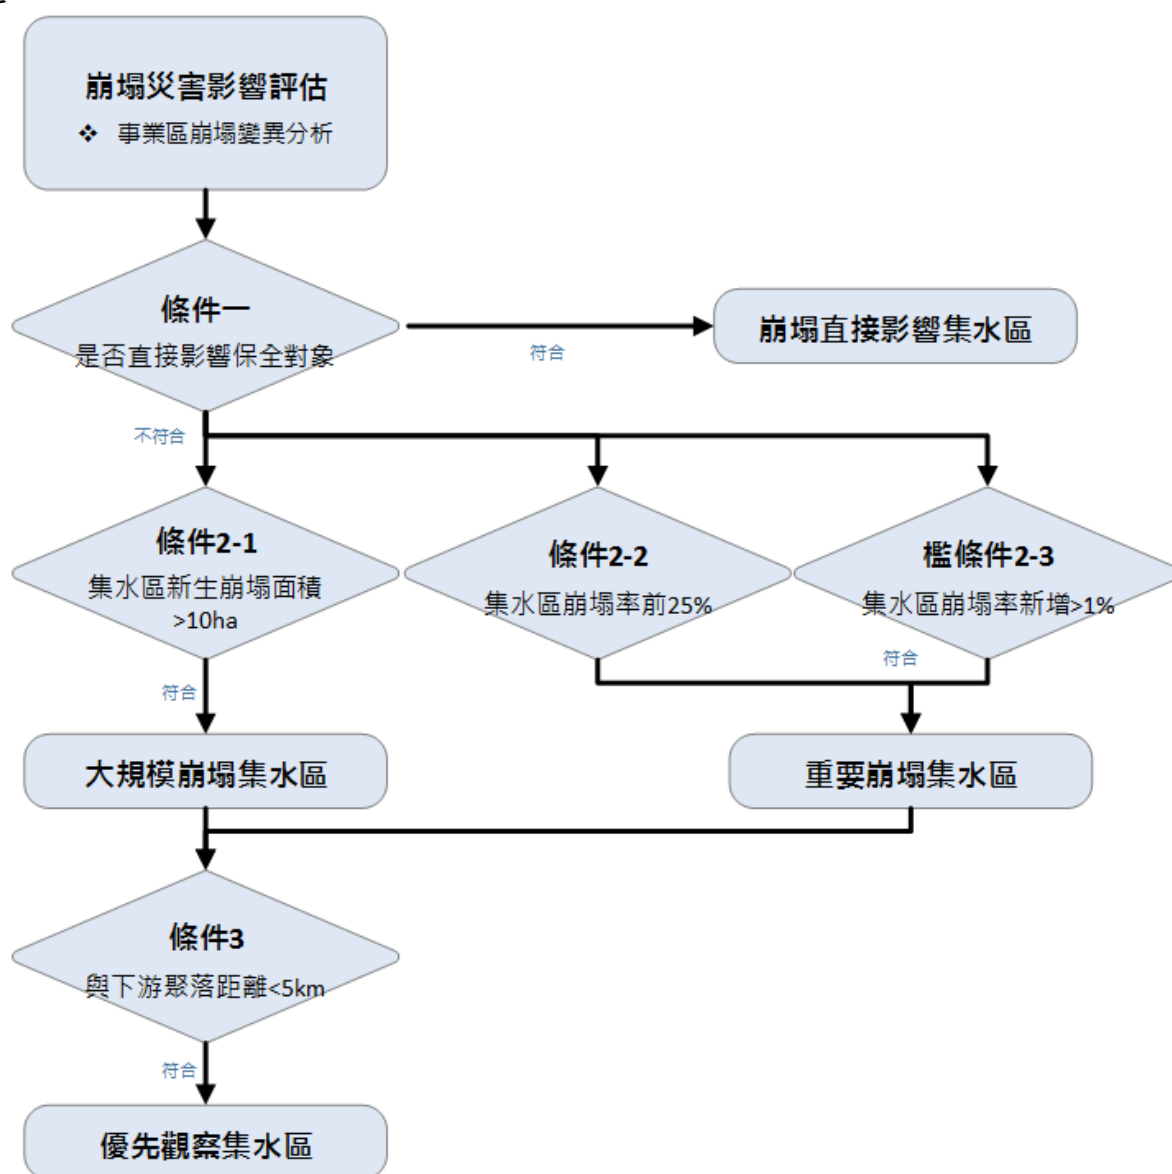 崩塌災害影響評估
❖ 事業區崩塌變異分析
條件一
是否直接影響保全對象
符合
崩塌直接影響集水區
不符合
條件2-1
集水區新生崩塌面積
>10ha
條件2-2
集水區崩塌率前25%
檻條件2-3
集水區崩塌率新增>1%
符合
符合
大規模崩塌集水區
重要崩塌集水區
條件3
與下游聚落距離<5km
符合
優先觀察集水區